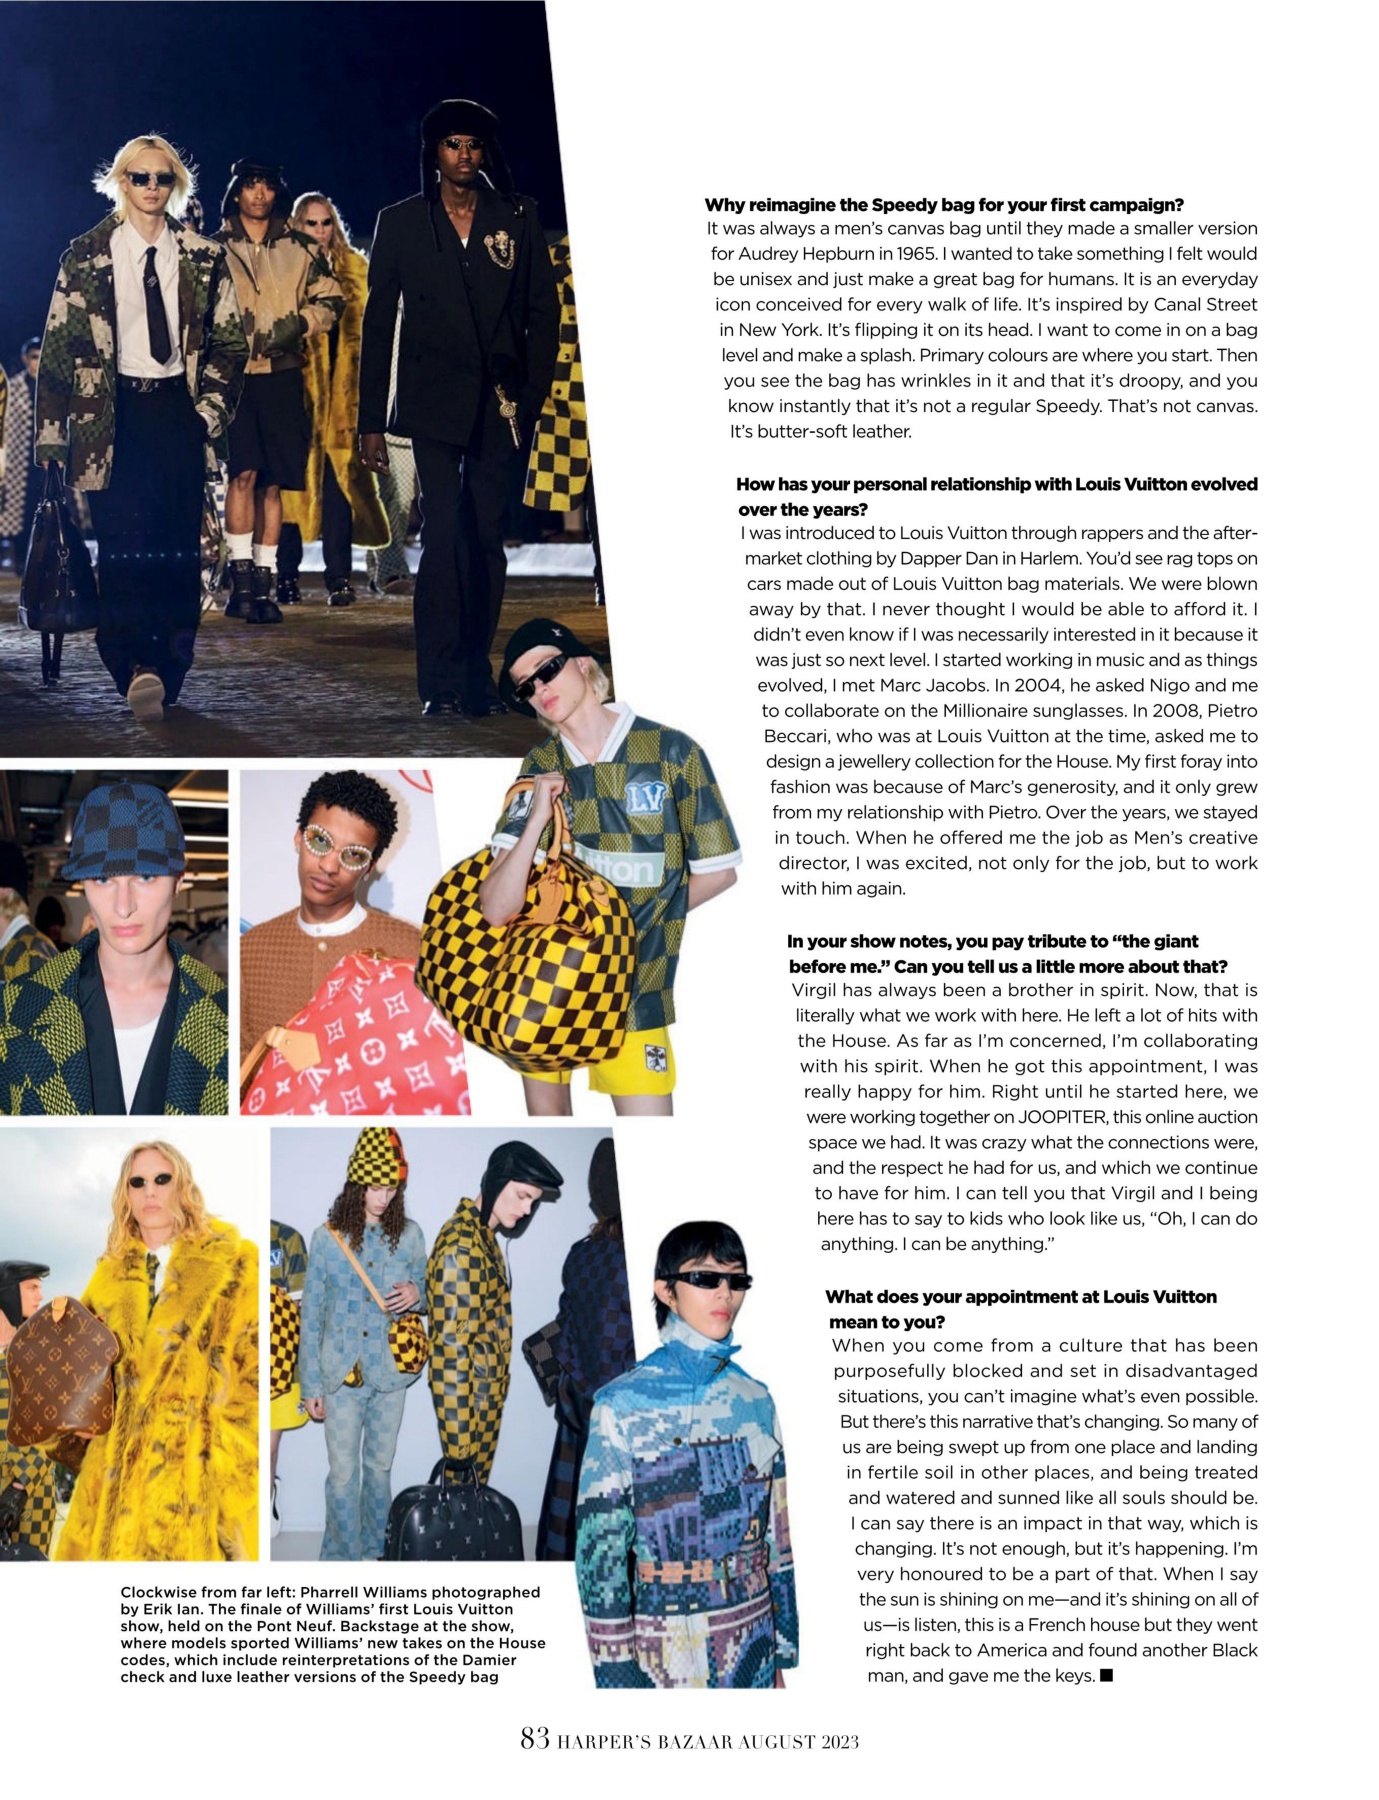 Why reimagine the Speedy bag for your first campaign?
It was always a men’s canvas bag until they made a smaller version
for Audrey Hepburn in 1965. I wanted to take something I felt would
be unisex and just make a great bag for humans. It is an everyday
icon conceived for every walk of life. It’s inspired by Canal Street
in New York. It’s flipping it on its head. I want to come in on a bag
level and make a splash. Primary colours are where you start. Then
you see the bag has wrinkles in it and that it’s droopy, and you
know instantly that it’s not a regular Speedy. That’s not canvas.
It’s butter-soft leather.
How has your personal relationship with Louis Vuitton evolved
over the years?
I was introduced to Louis Vuitton through rappers and the after-
market clothing by Dapper Dan in Harlem. You’d see rag tops on
cars made out of Louis Vuitton bag materials. We were blown
away by that. I never thought I would be able to afford it. I
didn’t even know if I was necessarily interested in it because it
was just so next level. I started working in music and as things
evolved, I met Marc Jacobs. In 2004, he asked Nigo and me
to collaborate on the Millionaire sunglasses. In 2008, Pietro
Beccari, who was at Louis Vuitton at the time, asked me to
design a jewellery collection for the House. My first foray into
fashion was because of Marc’s generosity, and it only grew
from my relationship with Pietro. Over the years, we stayed
in touch. When he offered me the job as Men’s creative
director, I was excited, not only for the job, but to work
with him again.
In your show notes, you pay tribute to “the giant
before me.” Can you tell us a little more about that?
Virgil has always been a brother in spirit. Now, that is
literally what we work with here. He left a lot of hits with
the House. As far as I’m concerned, I’m collaborating
with his spirit. When he got this appointment, I was
really happy for him. Right until he started here, we
were working together on JOOPITER, this online auction
space we had. It was crazy what the connections were,
and the respect he had for us, and which we continue
to have for him. I can tell you that Virgil and I being
here has to say to kids who look like us, “Oh, I can do
anything. I can be anything.”
What does your appointment at Louis Vuitton
mean to you?
When you come from a culture that has been
purposefully blocked and set in disadvantaged
situations, you can’t imagine what’s even possible.
But there’s this narrative that’s changing. So many of
us are being swept up from one place and landing
in fertile soil in other places, and being treated
and watered and sunned like all souls should be.
I can say there is an impact in that way, which is
changing. It’s not enough, but it’s happening. I’m
very honoured to be a part of that. When I say
the sun is shining on me—and it’s shining on all of
us—is listen, this is a French house but they went
right back to America and found another Black
man, and gave me the keys. ■
LV
itton
Clockwise from far left: Pharrell Williams photographed
by Erik Ian. The finale of Williams’ first Louis Vuitton
show, held on the Pont Neuf. Backstage at the show,
where models sported Williams’ new takes on the House
codes, which include reinterpretations of the Damier
check and luxe leather versions of the Speedy bag
83 HARPER’S BAZAAR AUGUST 2023